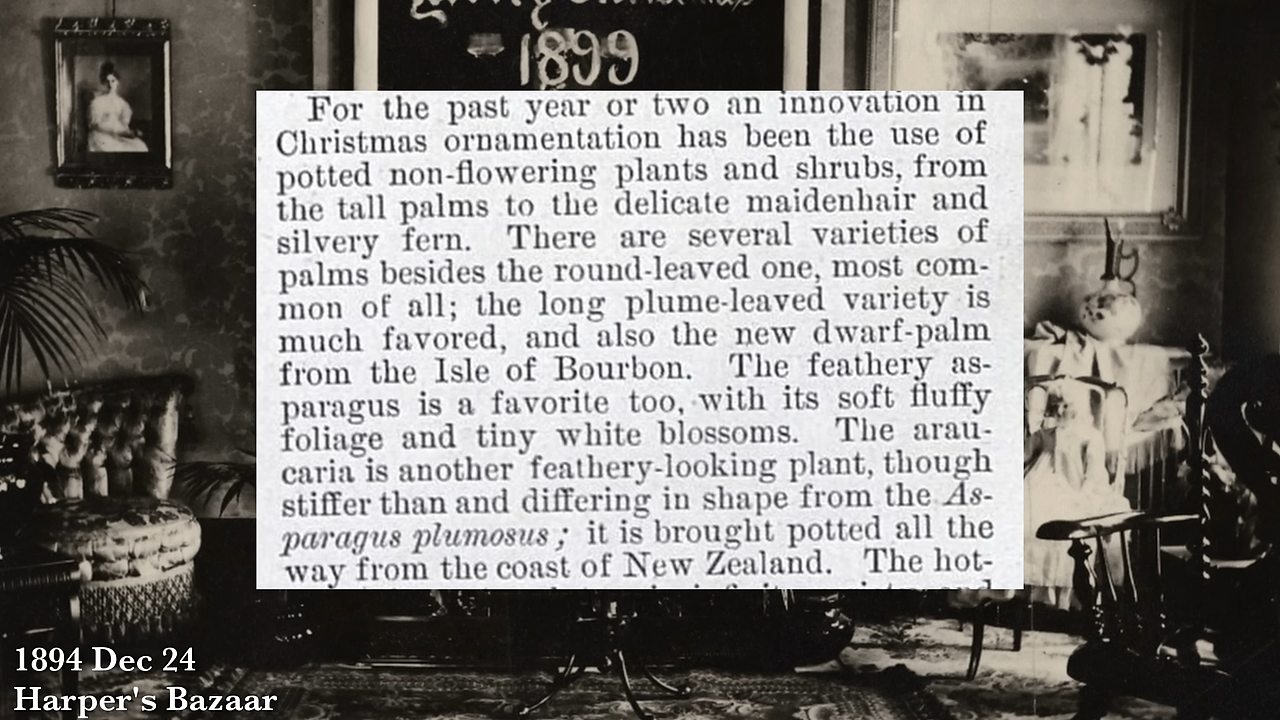 1899
For the past year or two an innovation in
Christmas ornamentation has been the use of
potted non-flowering plants and shrubs, from
the tall palms to the delicate maidenhair and
silvery fern. There are several varieties of
palms besides the round-leaved one, most com-
mon of all; the long plume-leaved variety is
much favored, and also the new dwarf-palm
from the Isle of Bourbon. The feathery as-
paragus is a favorite too, with its soft fluffy
foliage and tiny white blossoms. The arau-
caria is another feathery-looking plant, though
stiffer than and differing in shape from the As-
paragus plumosus; it is brought potted all the
way from the coast of New Zealand. The hot-
1894 Dec 24
Harper's Bazaar